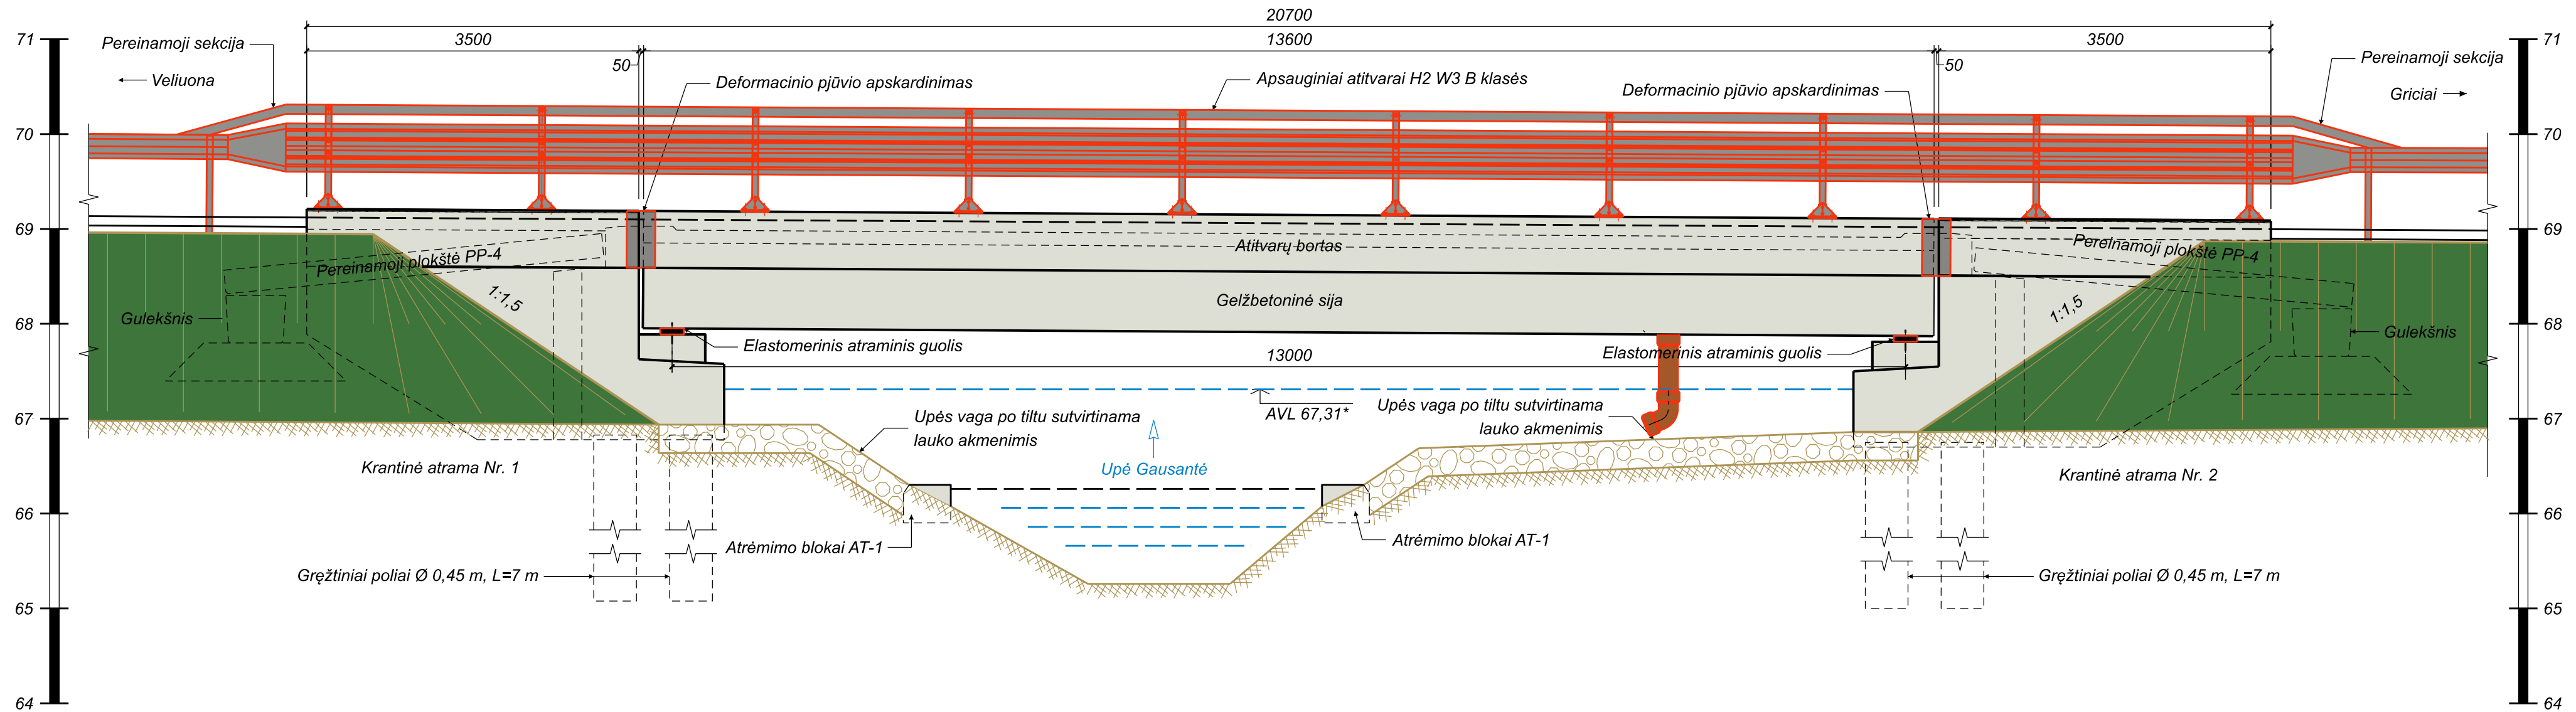 20700
3500
13600
3500
50
50
71
71
Pereinamoji sekcija
Veliuona
Deformacinio pjūvio apskardinimas
Apsauginiai atitvarai H2 W3 B klasės
Deformacinio pjūvio apskardinimas
Pereinamoji sekcija
Griciai
70
70
69
69
Pereinamoji plokštė PP-4
Atitvarų bortas
Pereinamoji plokštė PP-4
1:1,5
Gelžbetoninė sija
1:1,5
68
68
Gulekšnis
Gulekšnis
Elastomerinis atraminis guolis
13000
Elastomerinis atraminis guolis
67
67
Upės vaga po tiltu sutvirtinama
lauko akmenimis
AVL 67,31*
Upės vaga po tiltu sutvirtinama
lauko akmenimis
Krantinė atrama Nr. 1
Upė Gausantė
Krantinė atrama Nr. 2
66
66
Atrėmimo blokai AT-1
Atrėmimo blokai AT-1
Gręžtiniai poliai Ø 0,45 m, L=7 m
Gręžtiniai poliai Ø 0,45 m, L=7 m
65
65
64
64